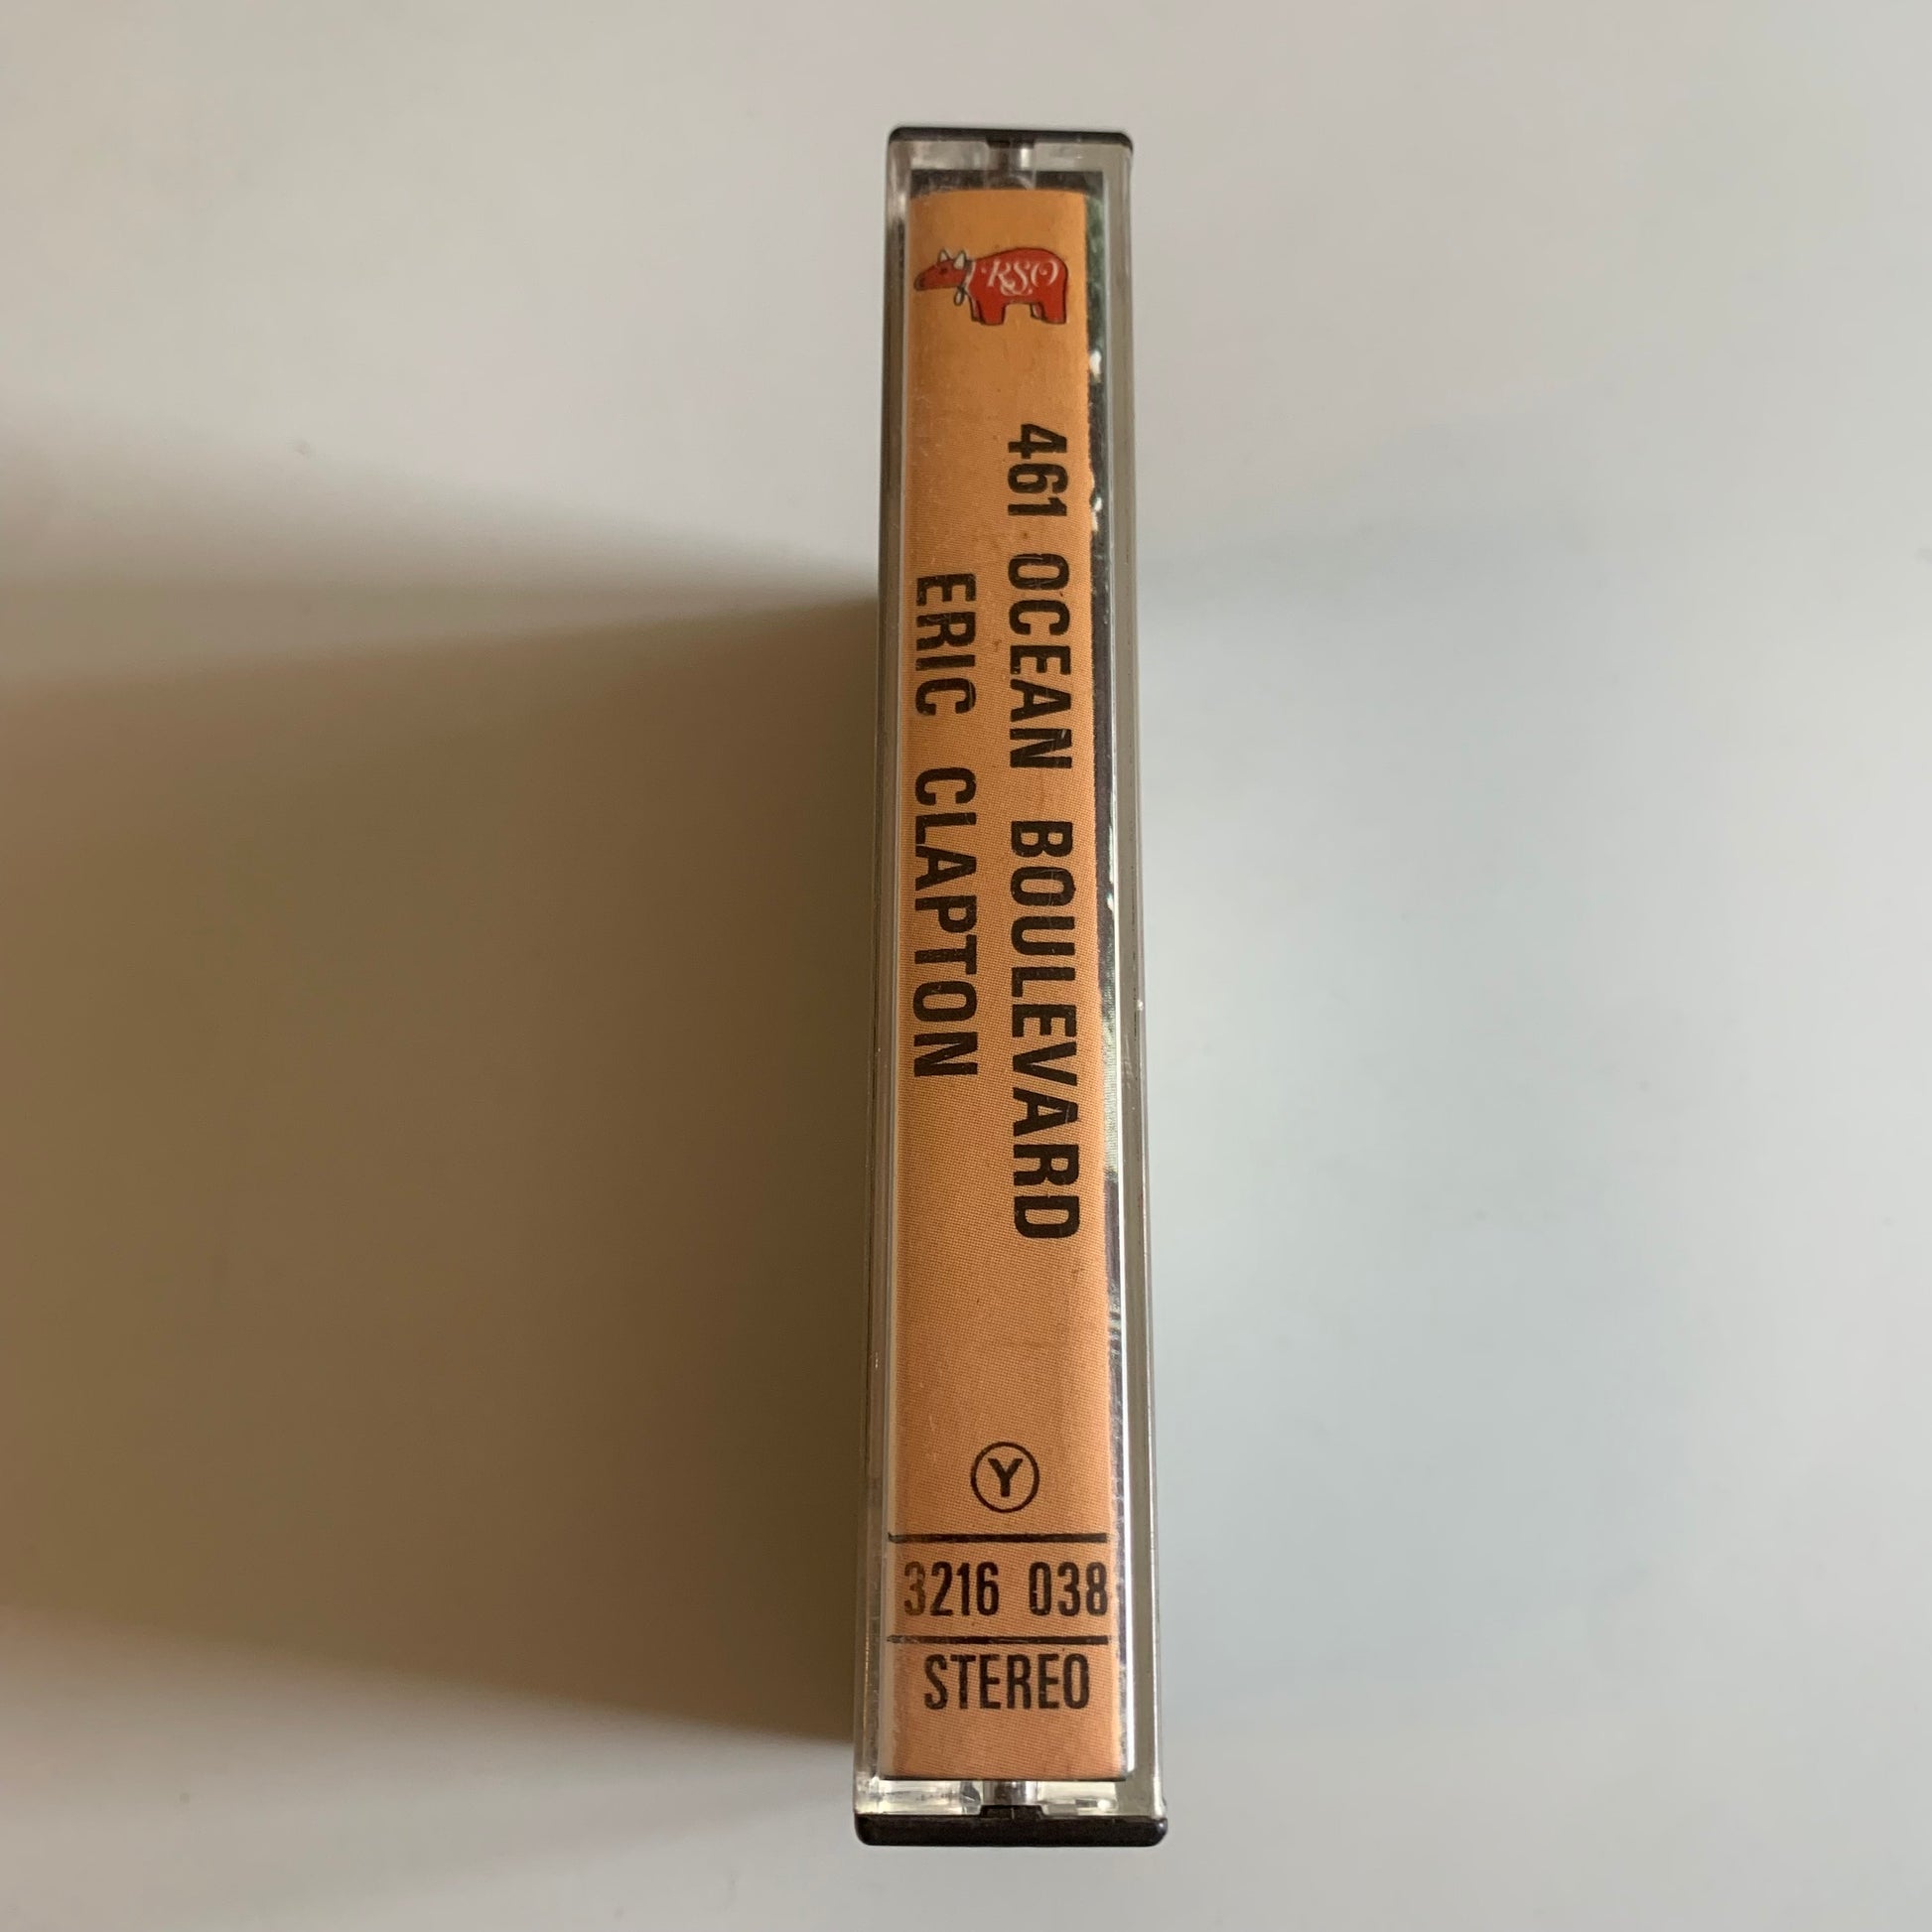 RSO
461 OCEAN BOULEVARD
ERIC CLAPTON
Y
3216 038
STEREO